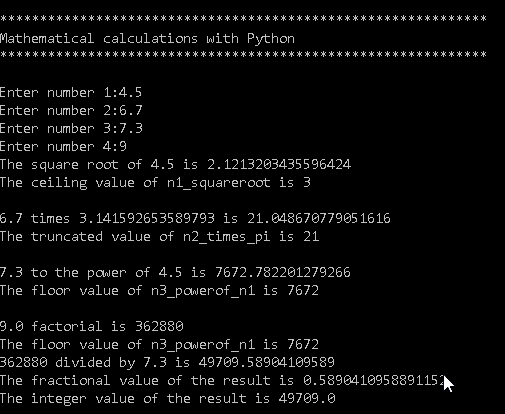 *************************************************************
Mathematical calculations with Python
*************************************************************
Enter number 1:4.5
Enter number 2:6.7
Enter number 3:7.3
Enter number 4:9
The square root of 4.5 is 2.1213203435596424
The ceiling value of n1_squareroot is 3
6.7 times 3.141592653589793 is 21.048670779051616
The truncated value of n2_times_pi is 21
7.3 to the power of 4.5 is 7672.782201279266
The floor value of n3_powerof_n1 is 7672
9.0 factorial is 362880
The floor value of n3_powerof_n1 is 7672
362880 divided by 7.3 is 49709.58904109589
The fractional value of the result is
The integer value of the result is 49709.0